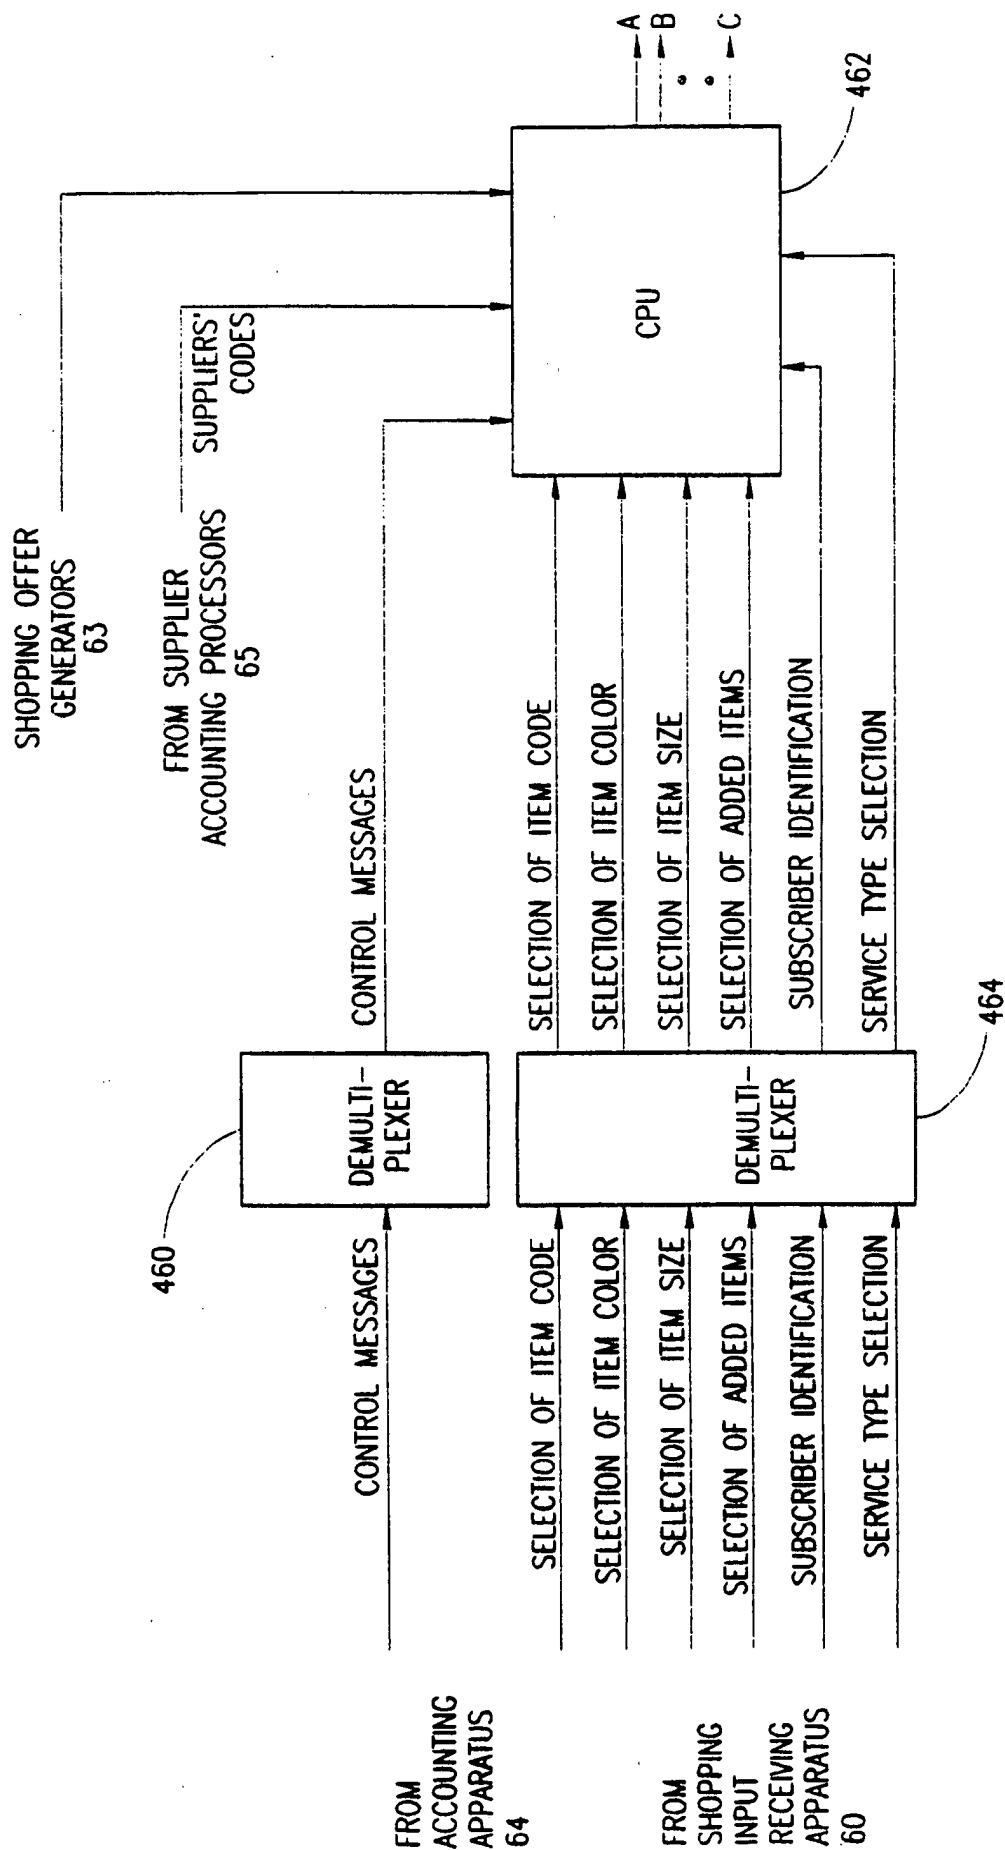 SHOPPING OFFER
GENERATORS
63
FROM SUPPLIER
ACCOUNTING PROCESSORS
65
SUPPLIERS'
CODES
FROM
ACCOUNTING
APPARATUS
64
CONTROL MESSAGES
460
DEMULTI-
PLEXER
CONTROL MESSAGES
FROM
SHOPPING
INPUT
RECEIVING
APPARATUS
60
SELECTION OF ITEM CODE
SELECTION OF ITEM COLOR
SELECTION OF ITEM SIZE
SELECTION OF ADDED ITEMS
SUBSCRIBER IDENTIFICATION
SERVICE TYPE SELECTION
DEMULTI-
PLEXER
464
SELECTION OF ITEM CODE
SELECTION OF ITEM COLOR
SELECTION OF ITEM SIZE
SELECTION OF ADDED ITEMS
SUBSCRIBER IDENTIFICATION
SERVICE TYPE SELECTION
CPU
462
A
B
C